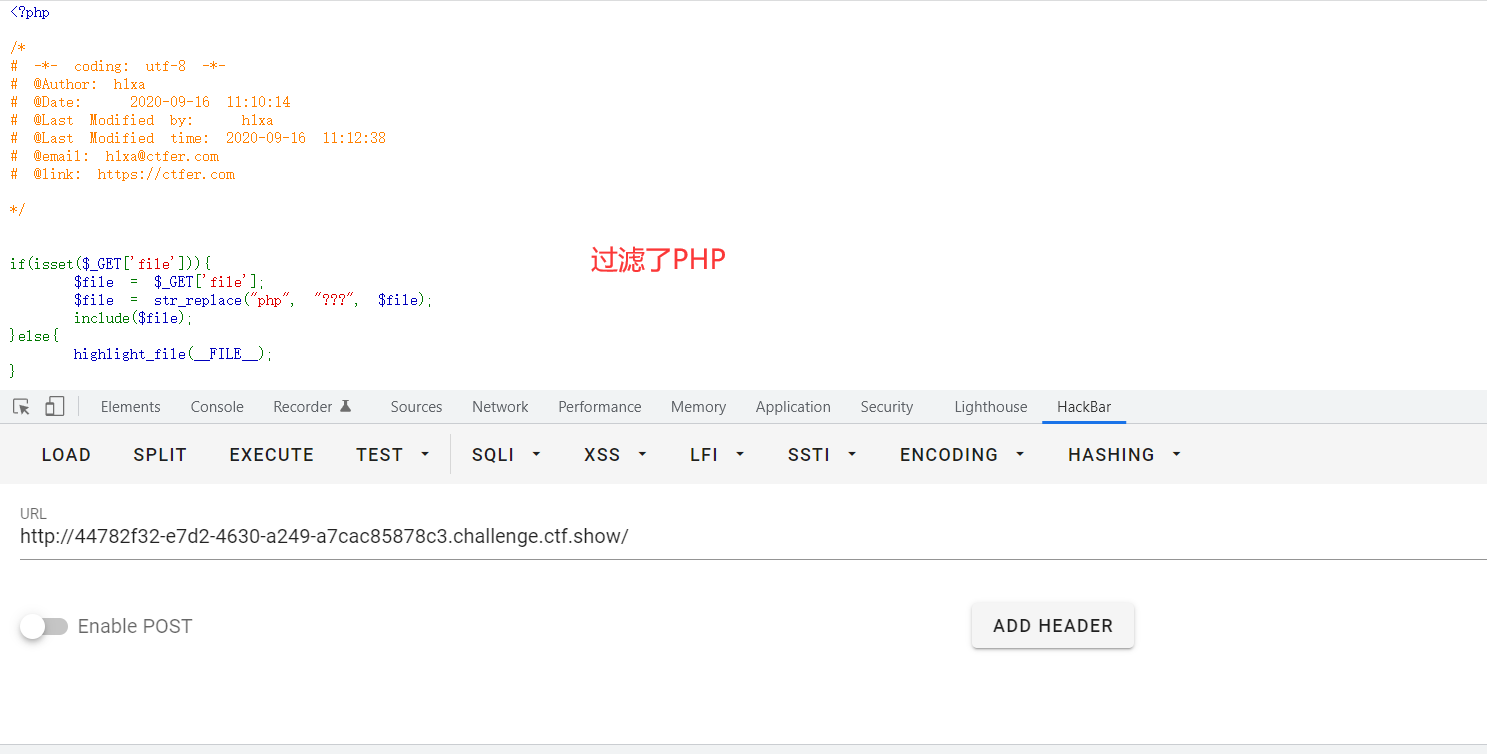 <?php
/*
# -*- coding: utf-8 -*-
# @Author: h1xa
# @Date: 2020-09-16 11:10:14
# @Last Modified by: h1xa
# @Last Modified time: 2020-09-16 11:12:38
# @email: h1xa@ctfer.com
# @link: https://ctfer.com
*/
过滤了PHP
if(isset($_GET['file'])){
$file = $_GET['file'];
$file = str_replace("php", "???", $file);
include($file);
}else{
highlight_file(__FILE__);
}
Elements Console Recorder Sources Network Performance Memory Application Security Lighthouse HackBar
LOAD SPLIT EXECUTE TEST SQLI XSS LFI SSTI ENCODING HASHING
URL
http://44782f32-e7d2-4630-a249-a7cac85878c3.challenge.ctf.show/
Enable POST
ADD HEADER